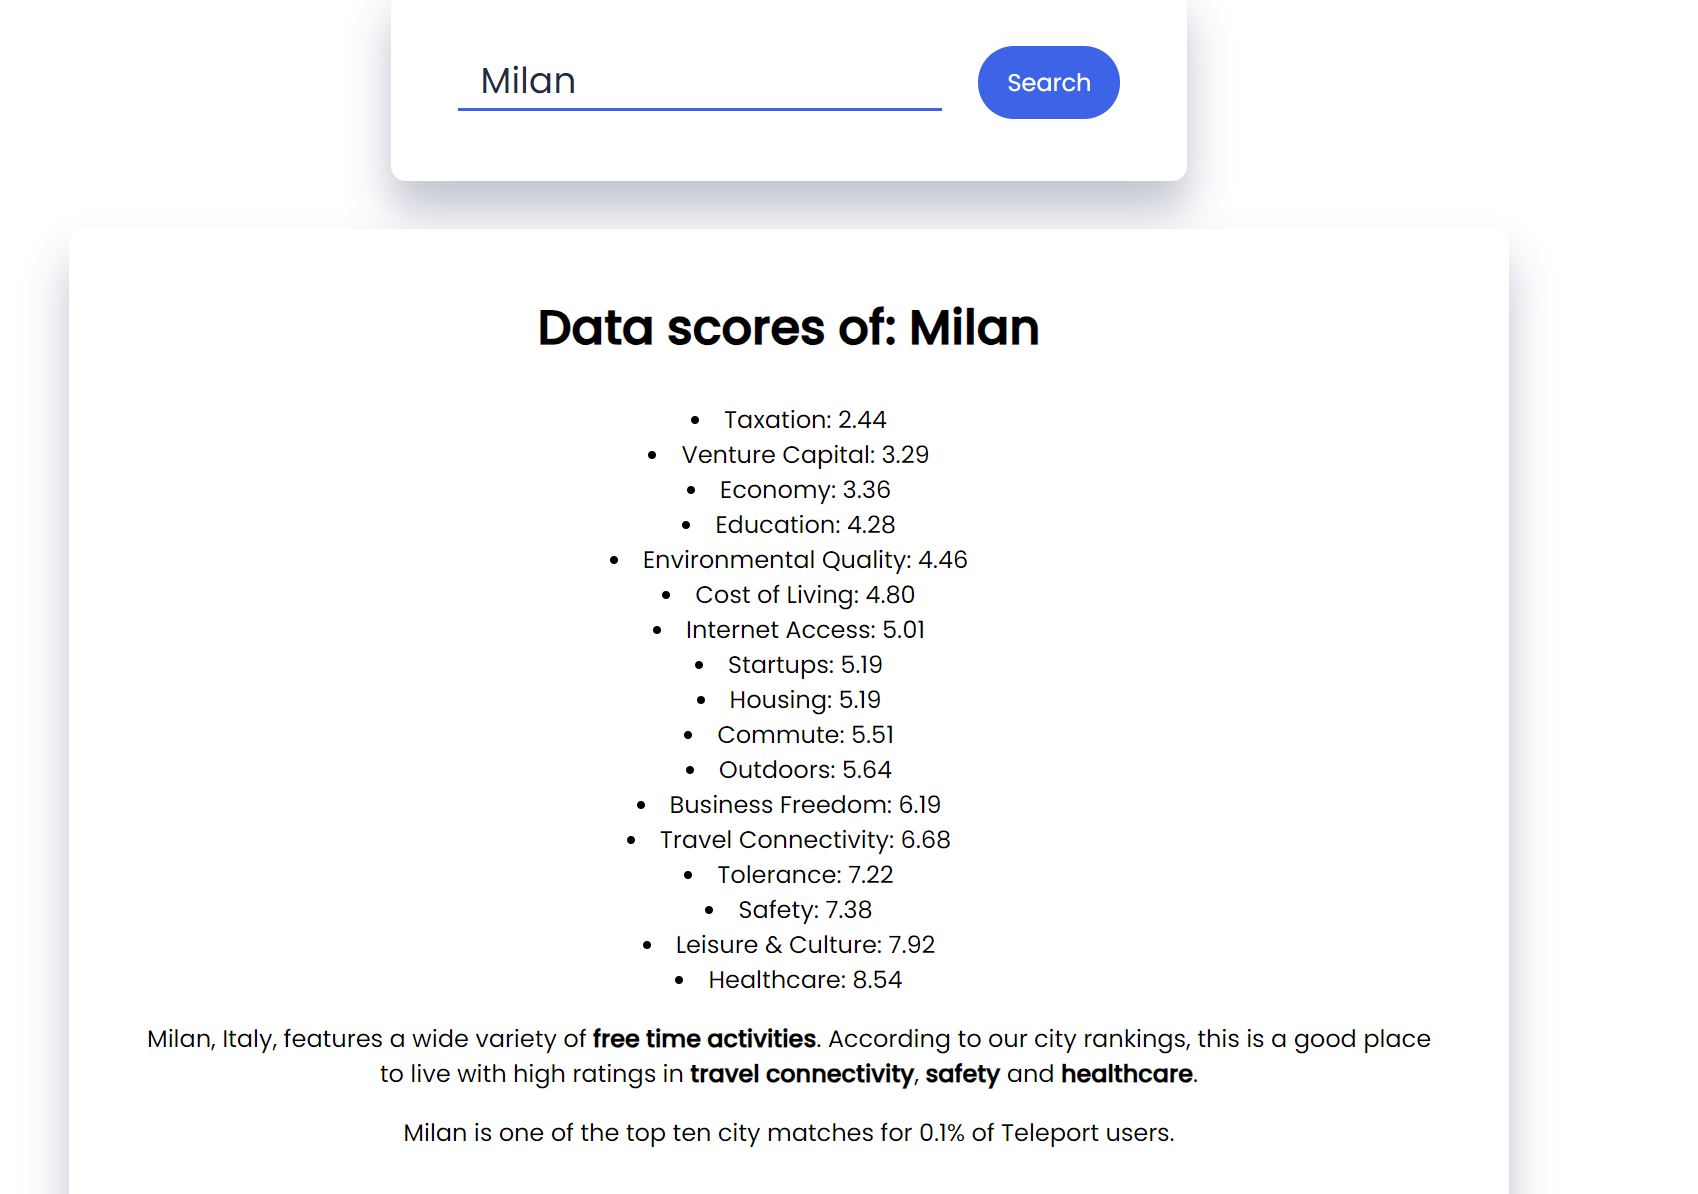 Milan
Search
Data scores of: Milan
• Taxation: 2.44
• Venture Capital: 3.29
• Economy: 3.36
• Education: 4.28
• Environmental Quality: 4.46
• Cost of Living: 4.80
• Internet Access: 5.01
• Startups: 5.19
• Housing: 5.19
• Commute: 5.51
• Outdoors: 5.64
• Business Freedom: 6.19
• Travel Connectivity: 6.68
• Tolerance: 7.22
• Safety: 7.38
• Leisure & Culture: 7.92
• Healthcare: 8.54
Milan, Italy, features a wide variety of free time activities. According to our city rankings, this is a good place
to live with high ratings in travel connectivity, safety and healthcare.
Milan is one of the top ten city matches for 0.1% of Teleport users.